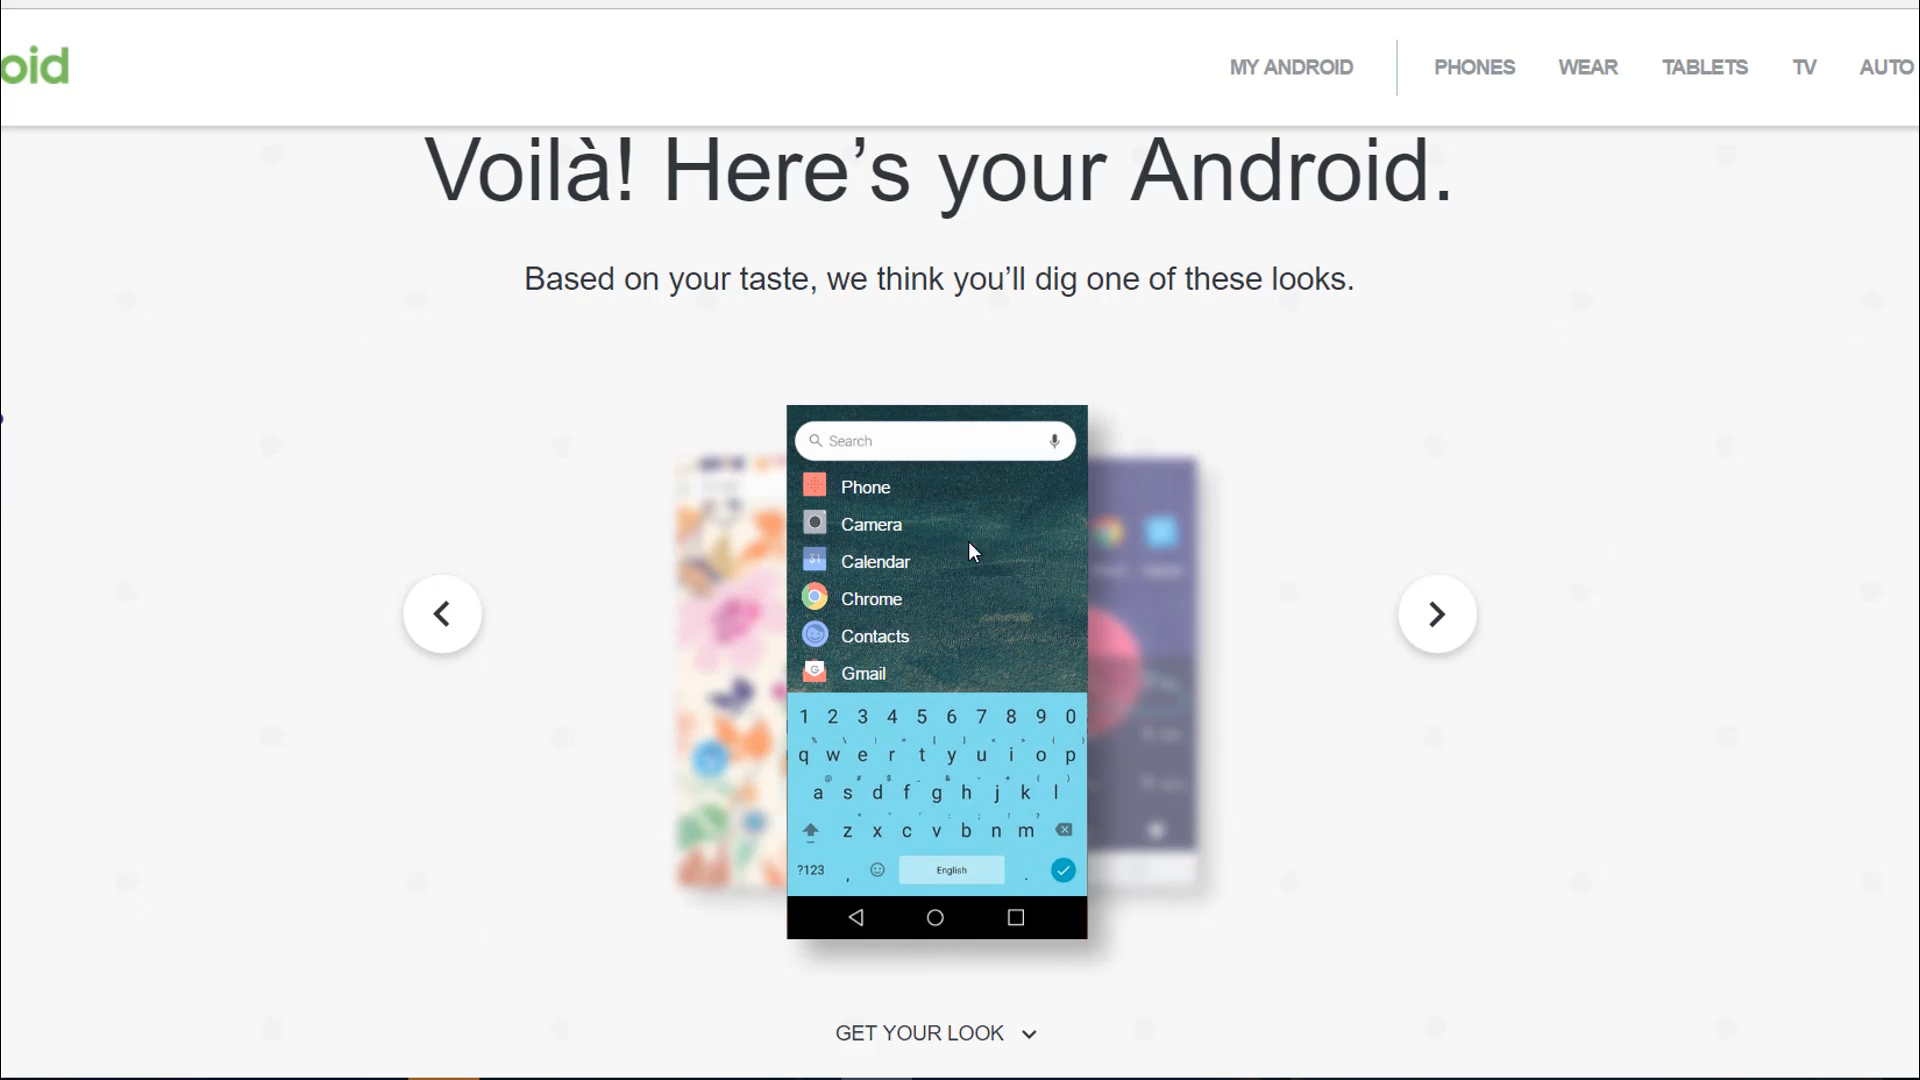 oid
MY ANDROID PHONES WEAR TABLETS TV AUTO
Voilà! Here’s your Android.
Based on your taste, we think you’ll dig one of these looks.
Search
Phone
Camera
31
Calendar
Chrome
Contacts
G
Gmail
1 2 3 4 5 6 7 8 9 0
q w e r t y u i o p
a s d f g h j k l
z x c v b n m
?123 , English .
GET YOUR LOOK